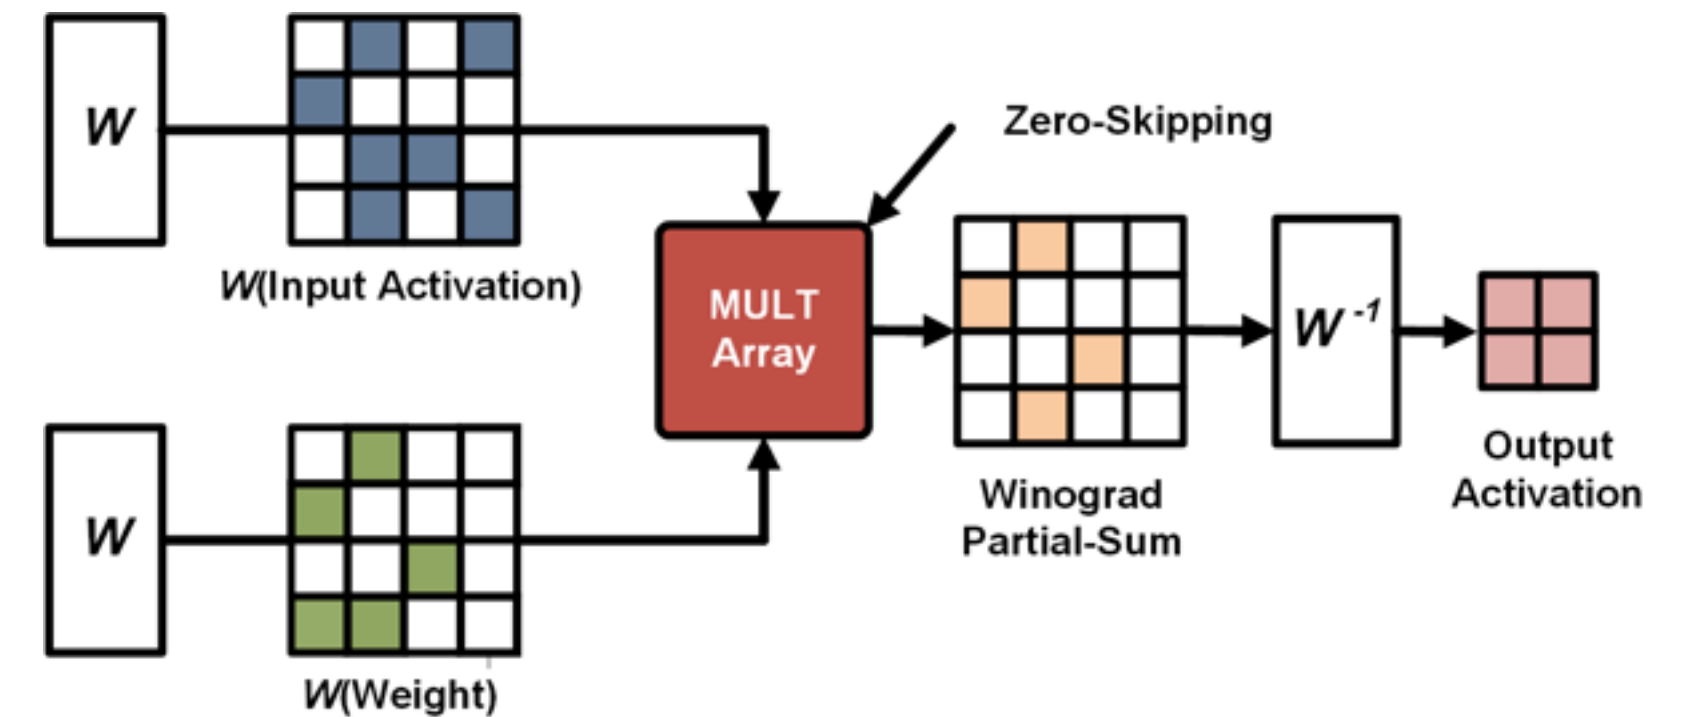 W
W(Input Activation)
Zero-Skipping
MULT
Array
W
W(Weight)
Winograd
Partial-Sum
W -1
Output
Activation